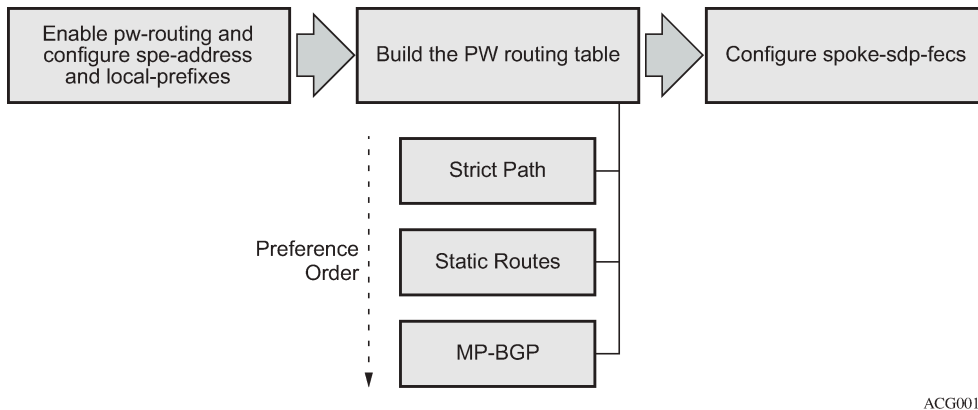 Enable pw-routing and
configure spe-address
and local-prefixes
Build the PW routing table
Configure spoke-sdp-fecs
Strict Path
Preference
Order
Static Routes
MP-BGP
ACG001